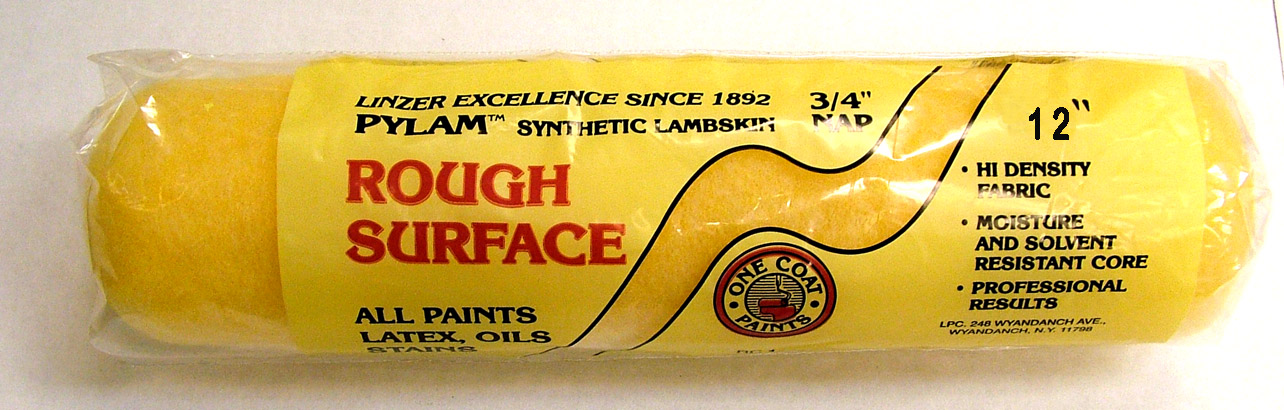 LINZER EXCELLENCE SINCE 1892
PYLAM™ SYNTHETIC LAMBSKIN
3/4"
NAP
ROUGH
SURFACE
ALL PAINTS
LATEX, OILS
STAINS
ONE COAT
PAINTS
12"
• HI DENSITY
FABRIC
• MOISTURE
AND SOLVENT
RESISTANT CORE
• PROFESSIONAL
RESULTS
LPC. 248 WYANDANCH AVE.,
WYANDANCH, N.Y. 11798